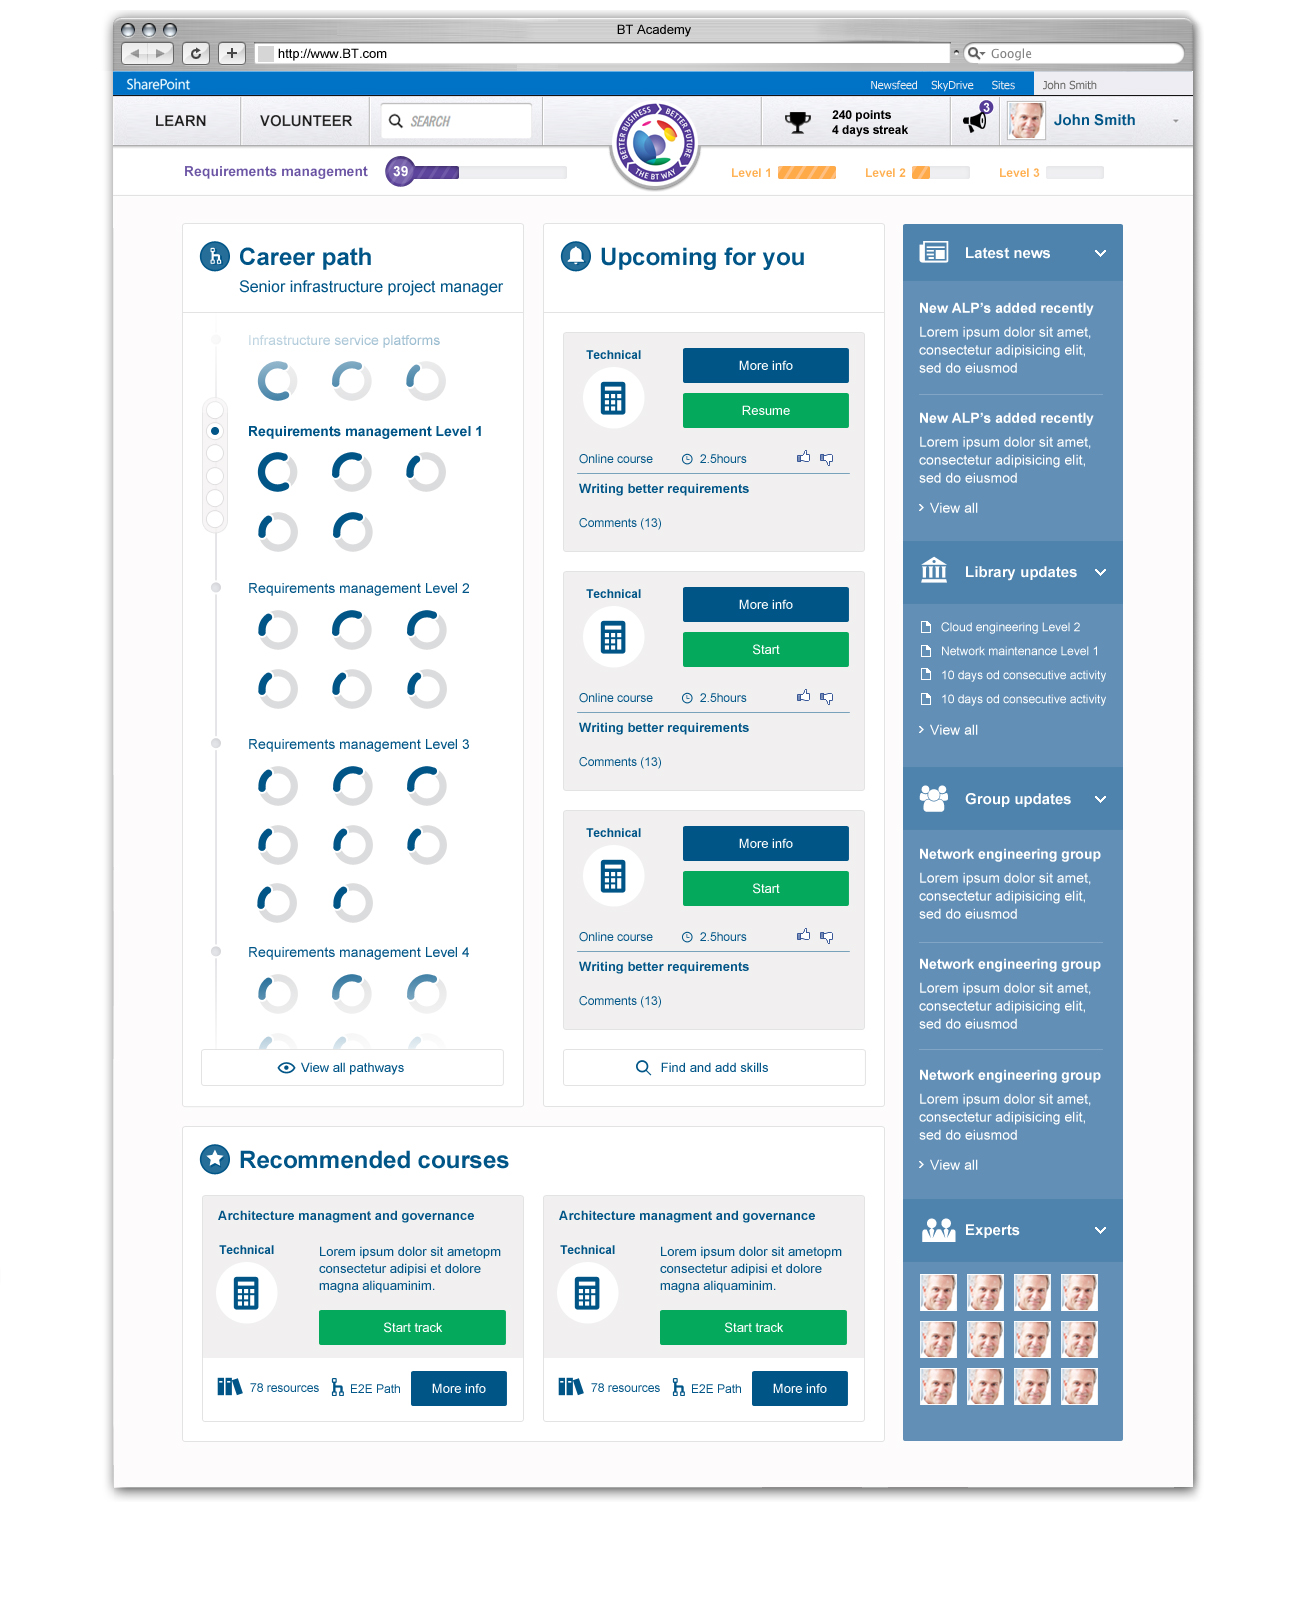 BT Academy
http://www.BT.com
Google
SharePoint
Newsfeed
SkyDrive
Sites
John Smith
LEARN
VOLUNTEER
SEARCH
BETTER BUSINESS
BETTER FUTURE
THE BT WAY
240 points
4 days streak
3
John Smith
Requirements management
39
Level 1
Level 2
Level 3
Career path
Senior infrastructure project manager
Infrastructure service platforms
Requirements management Level 1
Requirements management Level 2
Requirements management Level 3
Requirements management Level 4
View all pathways
Upcoming for you
Technical
More info
Resume
Online course
2.5hours
Writing better requirements
Comments (13)
Technical
More info
Start
Online course
2.5hours
Writing better requirements
Comments (13)
Technical
More info
Start
Online course
2.5hours
Writing better requirements
Comments (13)
Find and add skills
Recommended courses
Architecture managment and governance
Technical
Lorem ipsum dolor sit ametopm
consectetur adipisi et dolore
magna aliquaminim.
Start track
78 resources
E2E Path
More info
Architecture managment and governance
Technical
Lorem ipsum dolor sit ametopm
consectetur adipisi et dolore
magna aliquaminim.
Start track
78 resources
E2E Path
More info
Latest news
New ALP's added recently
Lorem ipsum dolor sit amet,
consectetur adipisicing elit,
sed do eiusmod
New ALP's added recently
Lorem ipsum dolor sit amet,
consectetur adipisicing elit,
sed do eiusmod
View all
Library updates
Cloud engineering Level 2
Network maintenance Level 1
10 days od consecutive activity
10 days od consecutive activity
View all
Group updates
Network engineering group
Lorem ipsum dolor sit amet,
consectetur adipisicing elit,
sed do eiusmod
Network engineering group
Lorem ipsum dolor sit amet,
consectetur adipisicing elit,
sed do eiusmod
Network engineering group
Lorem ipsum dolor sit amet,
consectetur adipisicing elit,
sed do eiusmod
View all
Experts